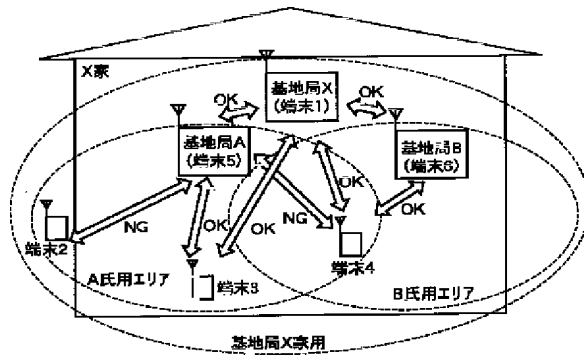 X家
基地局X
(端末1)
OK
OK
基地局A
(端末5)
基地局B
(端末6)
NG
OK
OK
NG
OK
OK
端末2
端末3
端末4
A氏用エリア
B氏用エリア
基地局X家用